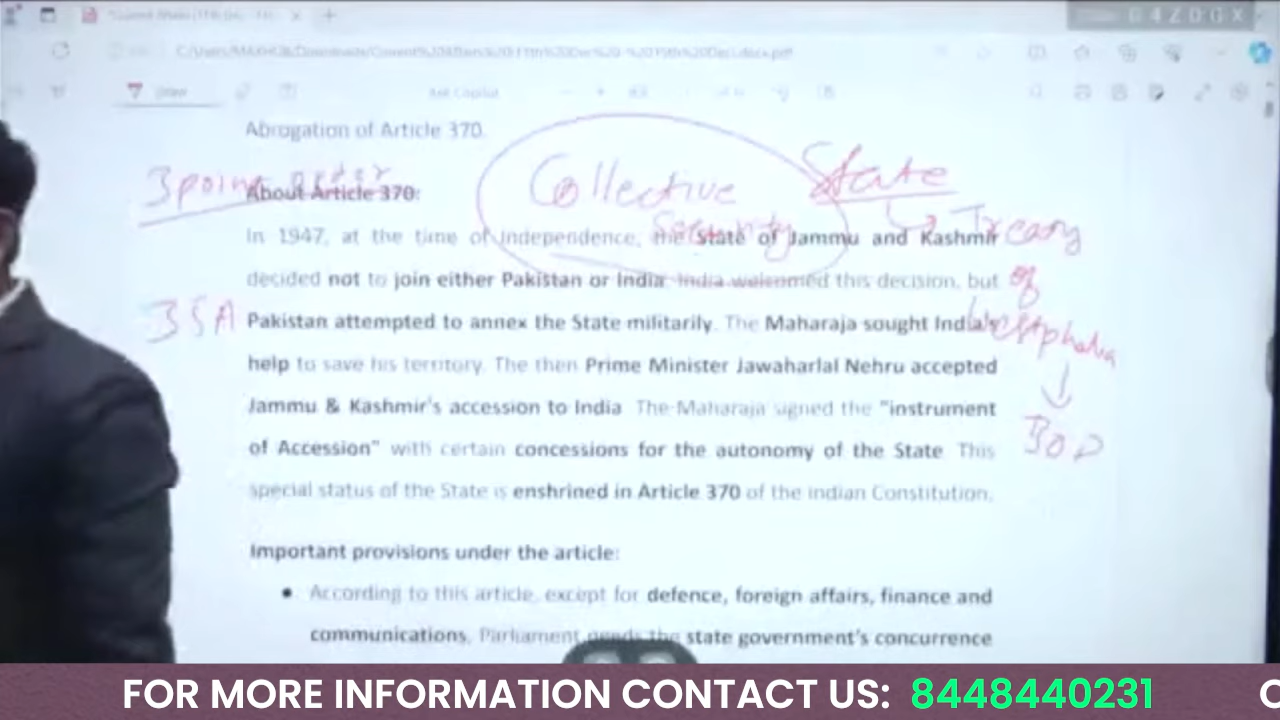 G4ZOGX
Abrogation of Article 370.
3 point order
About Article 370:
Collective
Security
State
In 1947, at the time of Independence, the State of Jammu and Kashmir
Treaty
decided not to join either Pakistan or India. India welcomed this decision, but
of
35A
Pakistan attempted to annex the State militarily. The Maharaja sought India's
Westphalia
help to save his territory. The then Prime Minister Jawaharlal Nehru accepted
Jammu & Kashmir's accession to India. The Maharaja signed the "instrument
BOP
of Accession" with certain concessions for the autonomy of the State. This
special status of the State is enshrined in Article 370 of the Indian Constitution.
Important provisions under the article:
• According to this article, except for defence, foreign affairs, finance and
communications, Parliament needs the state government's concurrence
FOR MORE INFORMATION CONTACT US: 8448440231